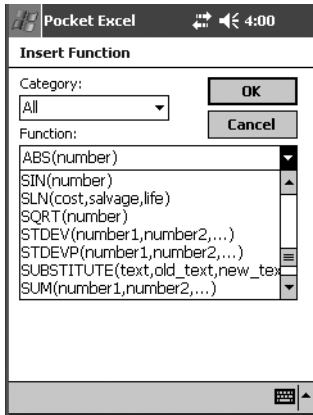 Pocket Excel 4:00
Insert Function
Category:
All
OK
Cancel
Function:
ABS(number)
SIN(number)
SLN(cost,salvage,life)
SQRT(number)
STDEV(number1,number2,...)
STDEVP(number1,number2,...)
SUBSTITUTE(text,old_text,new_tex
SUM(number1,number2,...)